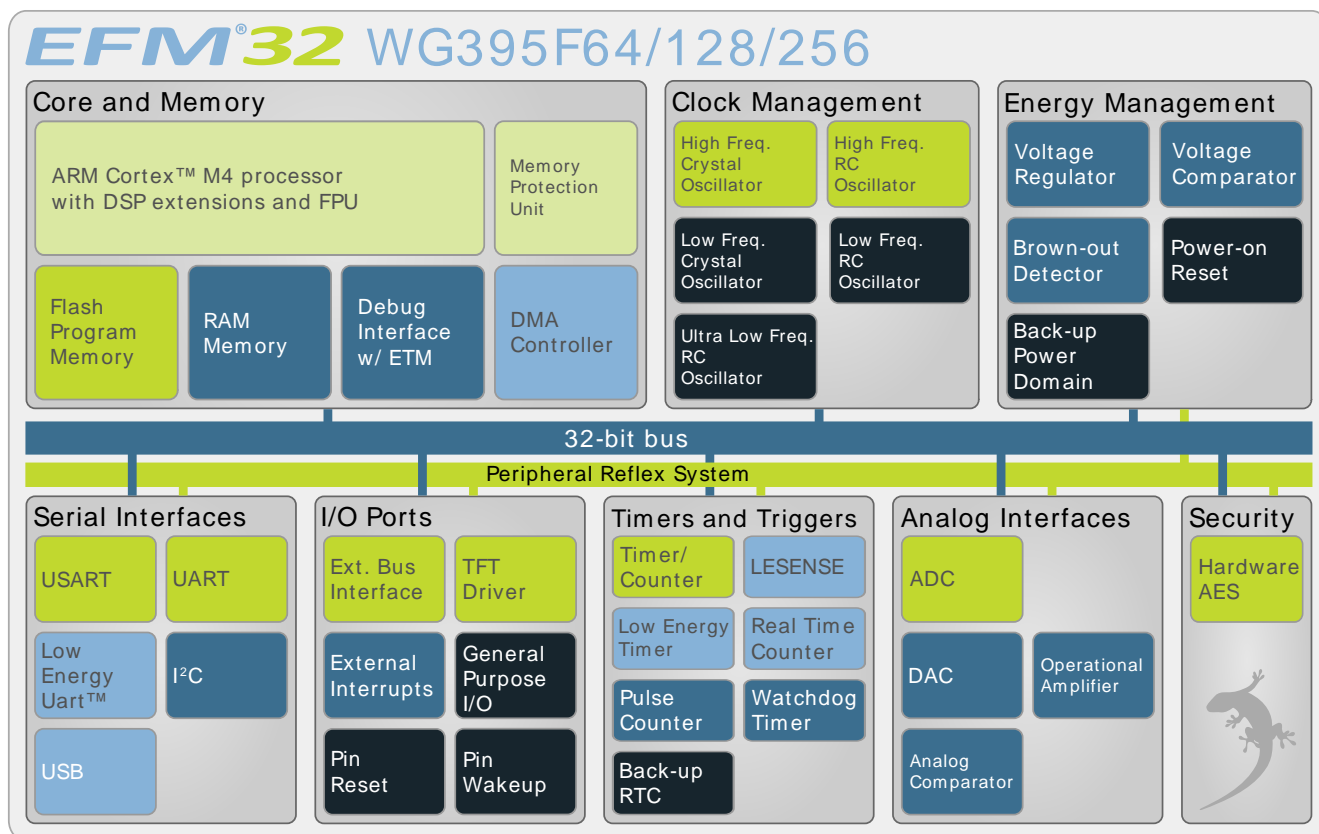 EFM®32 WG395F64/128/256
Core and Memory
ARM Cortex™ M4 processor
with DSP extensions and FPU
Memory
Protection
Unit
Flash
Program
Memory
RAM
Memory
Debug
Interface
w/ ETM
DMA
Controller
Clock Management
High Freq.
Crystal
Oscillator
High Freq.
RC
Oscillator
Low Freq.
Crystal
Oscillator
Low Freq.
RC
Oscillator
Ultra Low Freq.
RC
Oscillator
Energy Management
Voltage
Regulator
Voltage
Comparator
Brown-out
Detector
Power-on
Reset
Back-up
Power
Domain
32-bit bus
Peripheral Reflex System
Serial Interfaces
USART
UART
Low
Energy
Uart™
I²C
USB
I/O Ports
Ext. Bus
Interface
TFT
Driver
External
Interrupts
General
Purpose
I/O
Pin
Reset
Pin
Wakeup
Timers and Triggers
Timer/
Counter
LESENSE
Low Energy
Timer
Real Time
Counter
Pulse
Counter
Watchdog
Timer
Back-up
RTC
Analog Interfaces
ADC
DAC
Operational
Amplifier
Analog
Comparator
Security
Hardware
AES